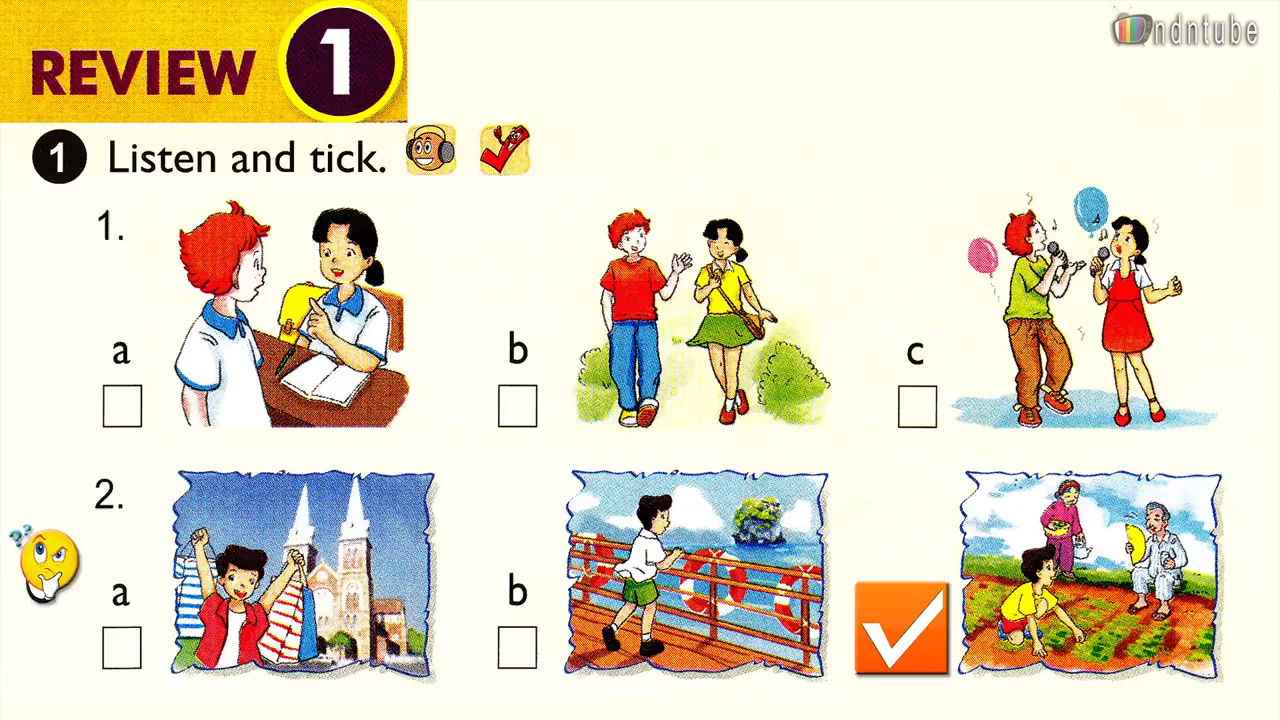 REVIEW 1
ndntube
1 Listen and tick.
1.
a
b
c
2.
??
a
b